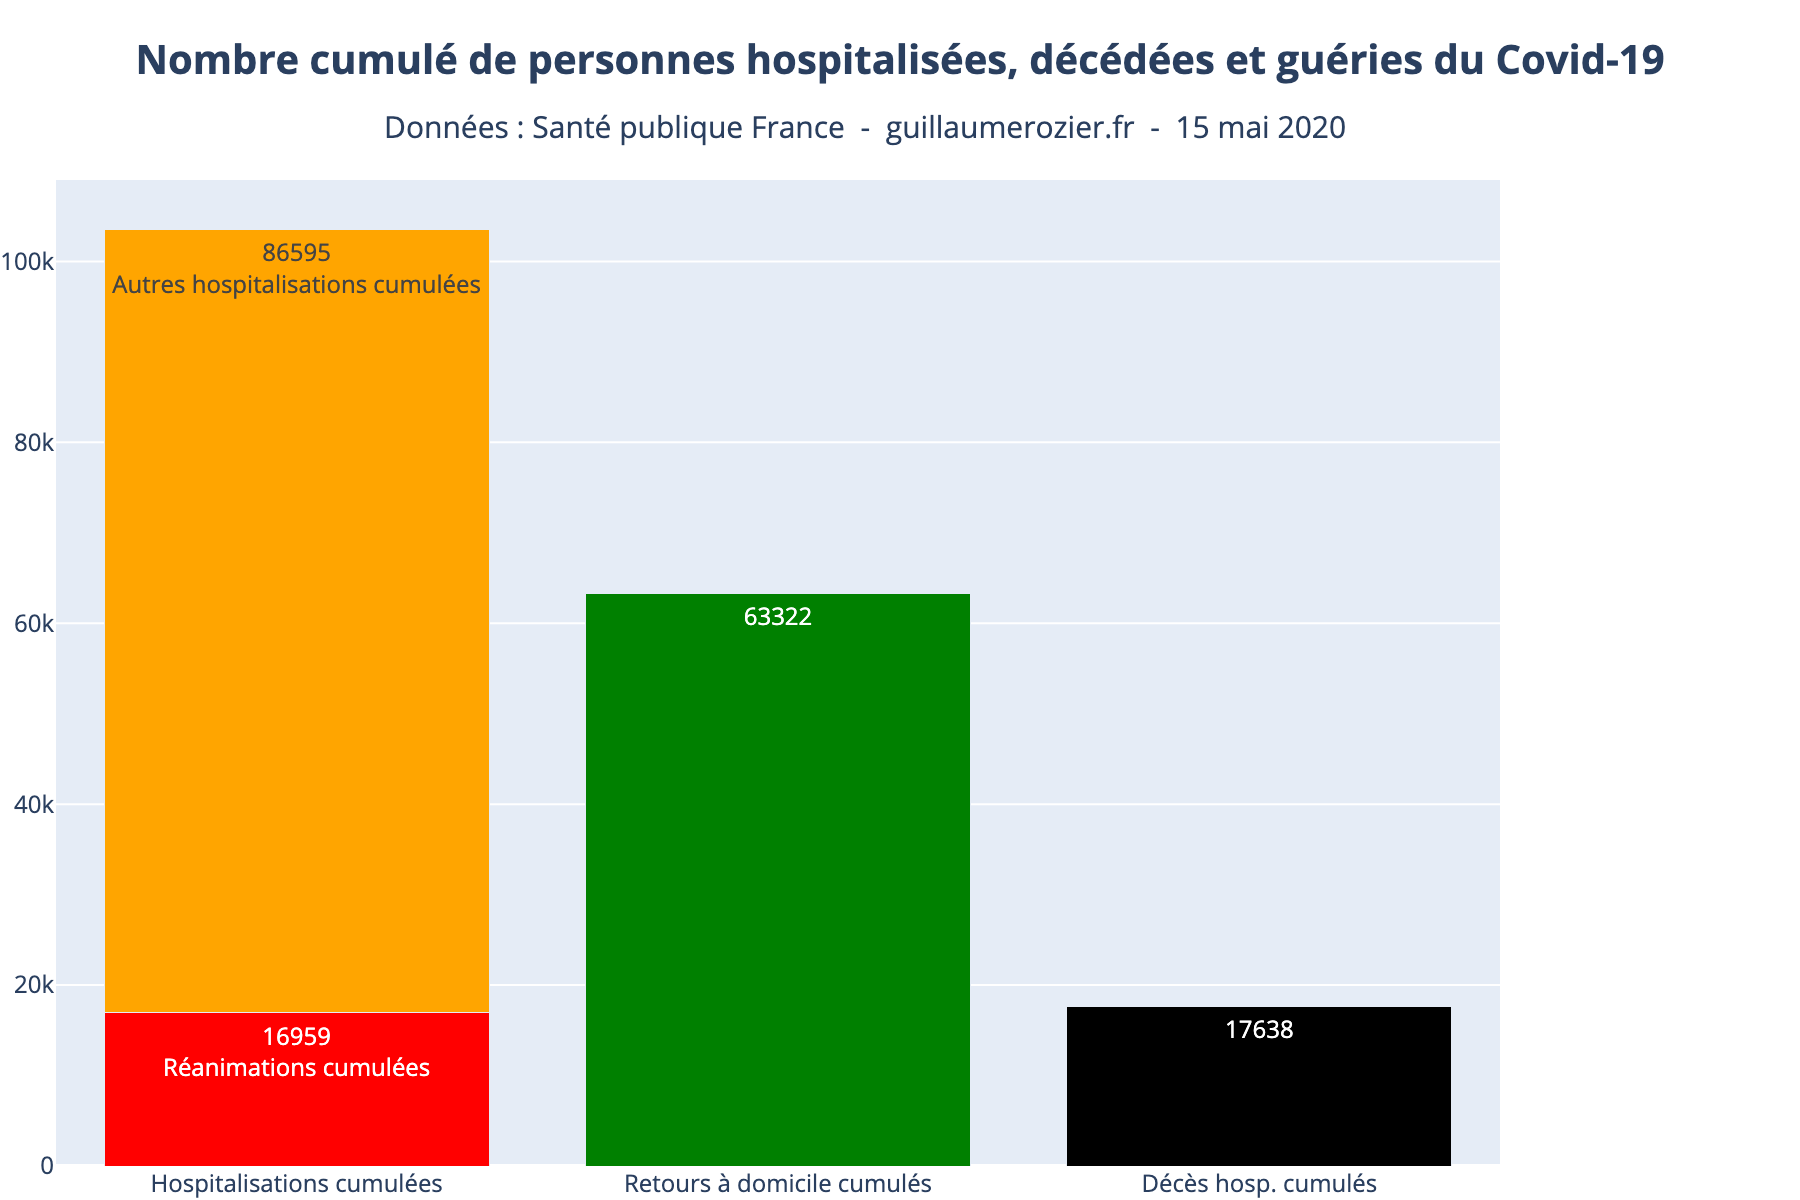 Nombre cumulé de personnes hospitalisées, décédées et guéries du Covid-19
Données : Santé publique France - guillaumerozier.fr - 15 mai 2020
100k
80k
60k
40k
20k
0
86595
Autres hospitalisations cumulées
16959
Réanimations cumulées
63322
17638
Hospitalisations cumulées
Retours à domicile cumulés
Décès hosp. cumulés